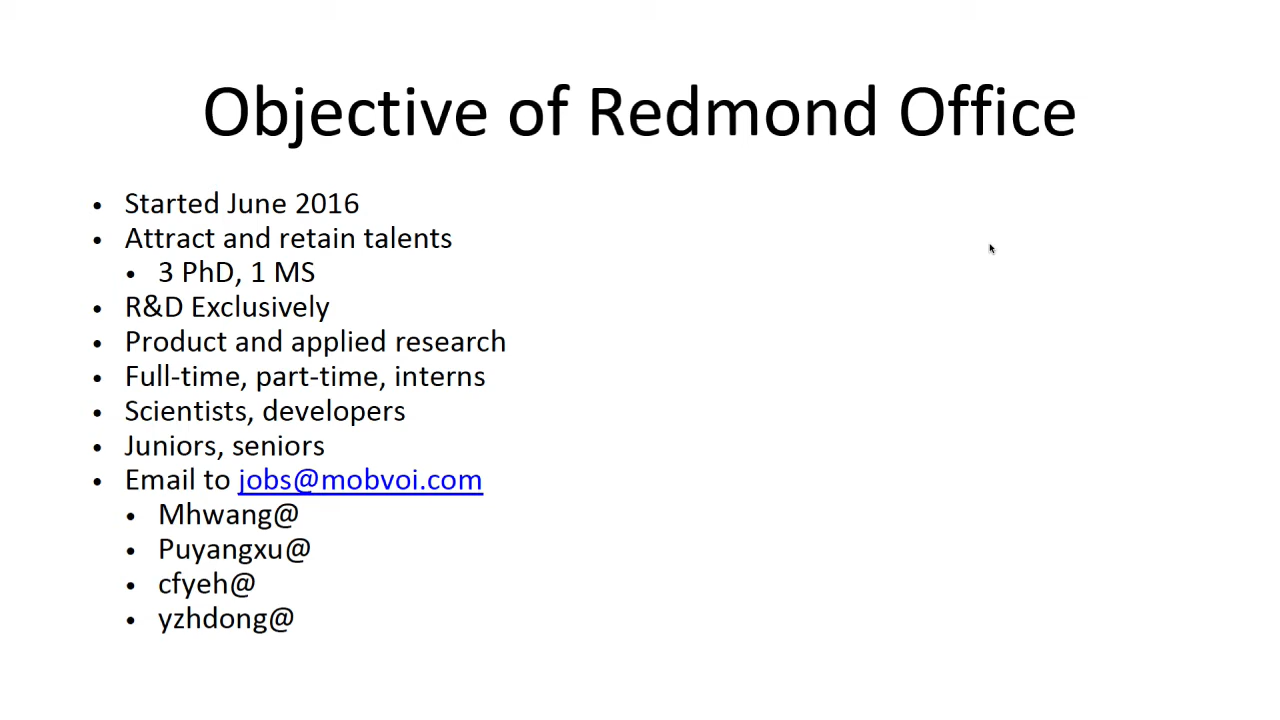 Objective of Redmond Office
• Started June 2016
• Attract and retain talents
• 3 PhD, 1 MS
• R&D Exclusively
• Product and applied research
• Full-time, part-time, interns
• Scientists, developers
• Juniors, seniors
• Email to jobs@mobvoi.com
• Mhwang@
• Puyangxu@
• cfyeh@
• yzhdong@